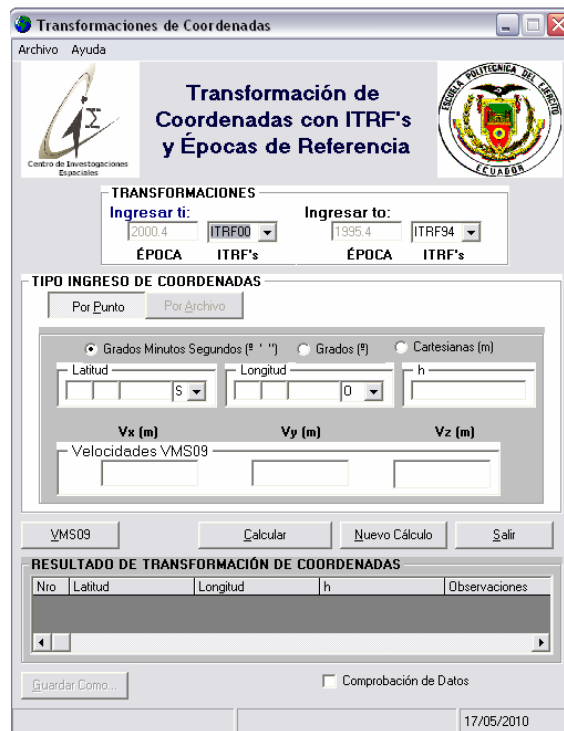 Transformaciones de Coordenadas
Archivo Ayuda
Centro de Investogaciones
Espaciales
Transformación de
Coordenadas con ITRF's
y Épocas de Referencia
ESCUELA POLITECNICA DEL EJERCITO
ECUADOR
TRANSFORMACIONES
Ingresar ti: Ingresar to:
2000.4 ITRF00 1995.4 ITRF94
ÉPOCA ITRF's ÉPOCA ITRF's
TIPO INGRESO DE COORDENADAS
Por Punto Por Archivo
Grados Minutos Segundos (º ' '') Grados (º) Cartesianas (m)
Latitud Longitud h
S O
Vx (m) Vy (m) Vz (m)
Velocidades VMS09
VMS09 Calcular Nuevo Cálculo Salir
RESULTADO DE TRANSFORMACIÓN DE COORDENADAS
Nro Latitud Longitud h Observaciones
Guardar Como... Comprobación de Datos
17/05/2010